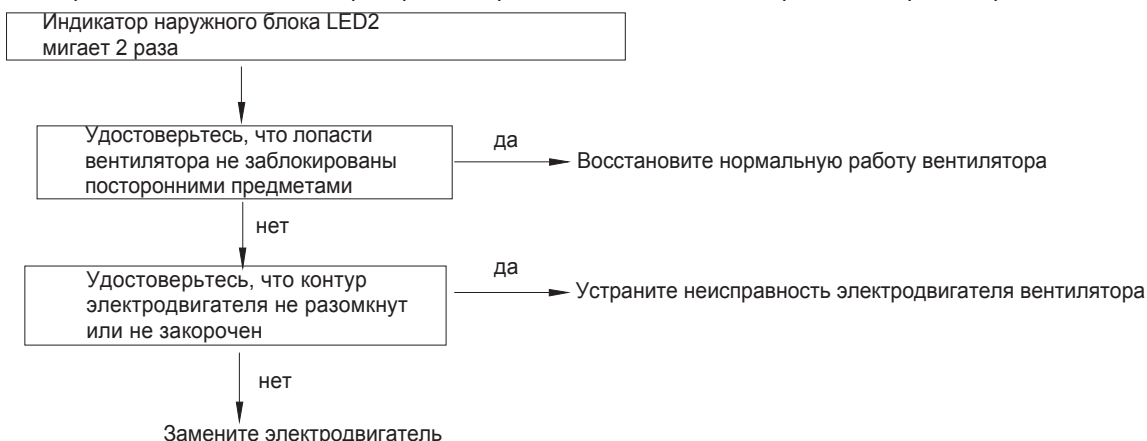 Индикатор наружного блока LED2
мигает 2 раза
Удостоверьтесь, что лопасти
вентилятора не заблокированы
посторонними предметами
да
Восстановите нормальную работу вентилятора
нет
Удостоверьтесь, что контур
электродвигателя не разомкнут
или не закорочен
да
Устраните неисправность электродвигателя вентилятора
нет
Замените электродвигатель